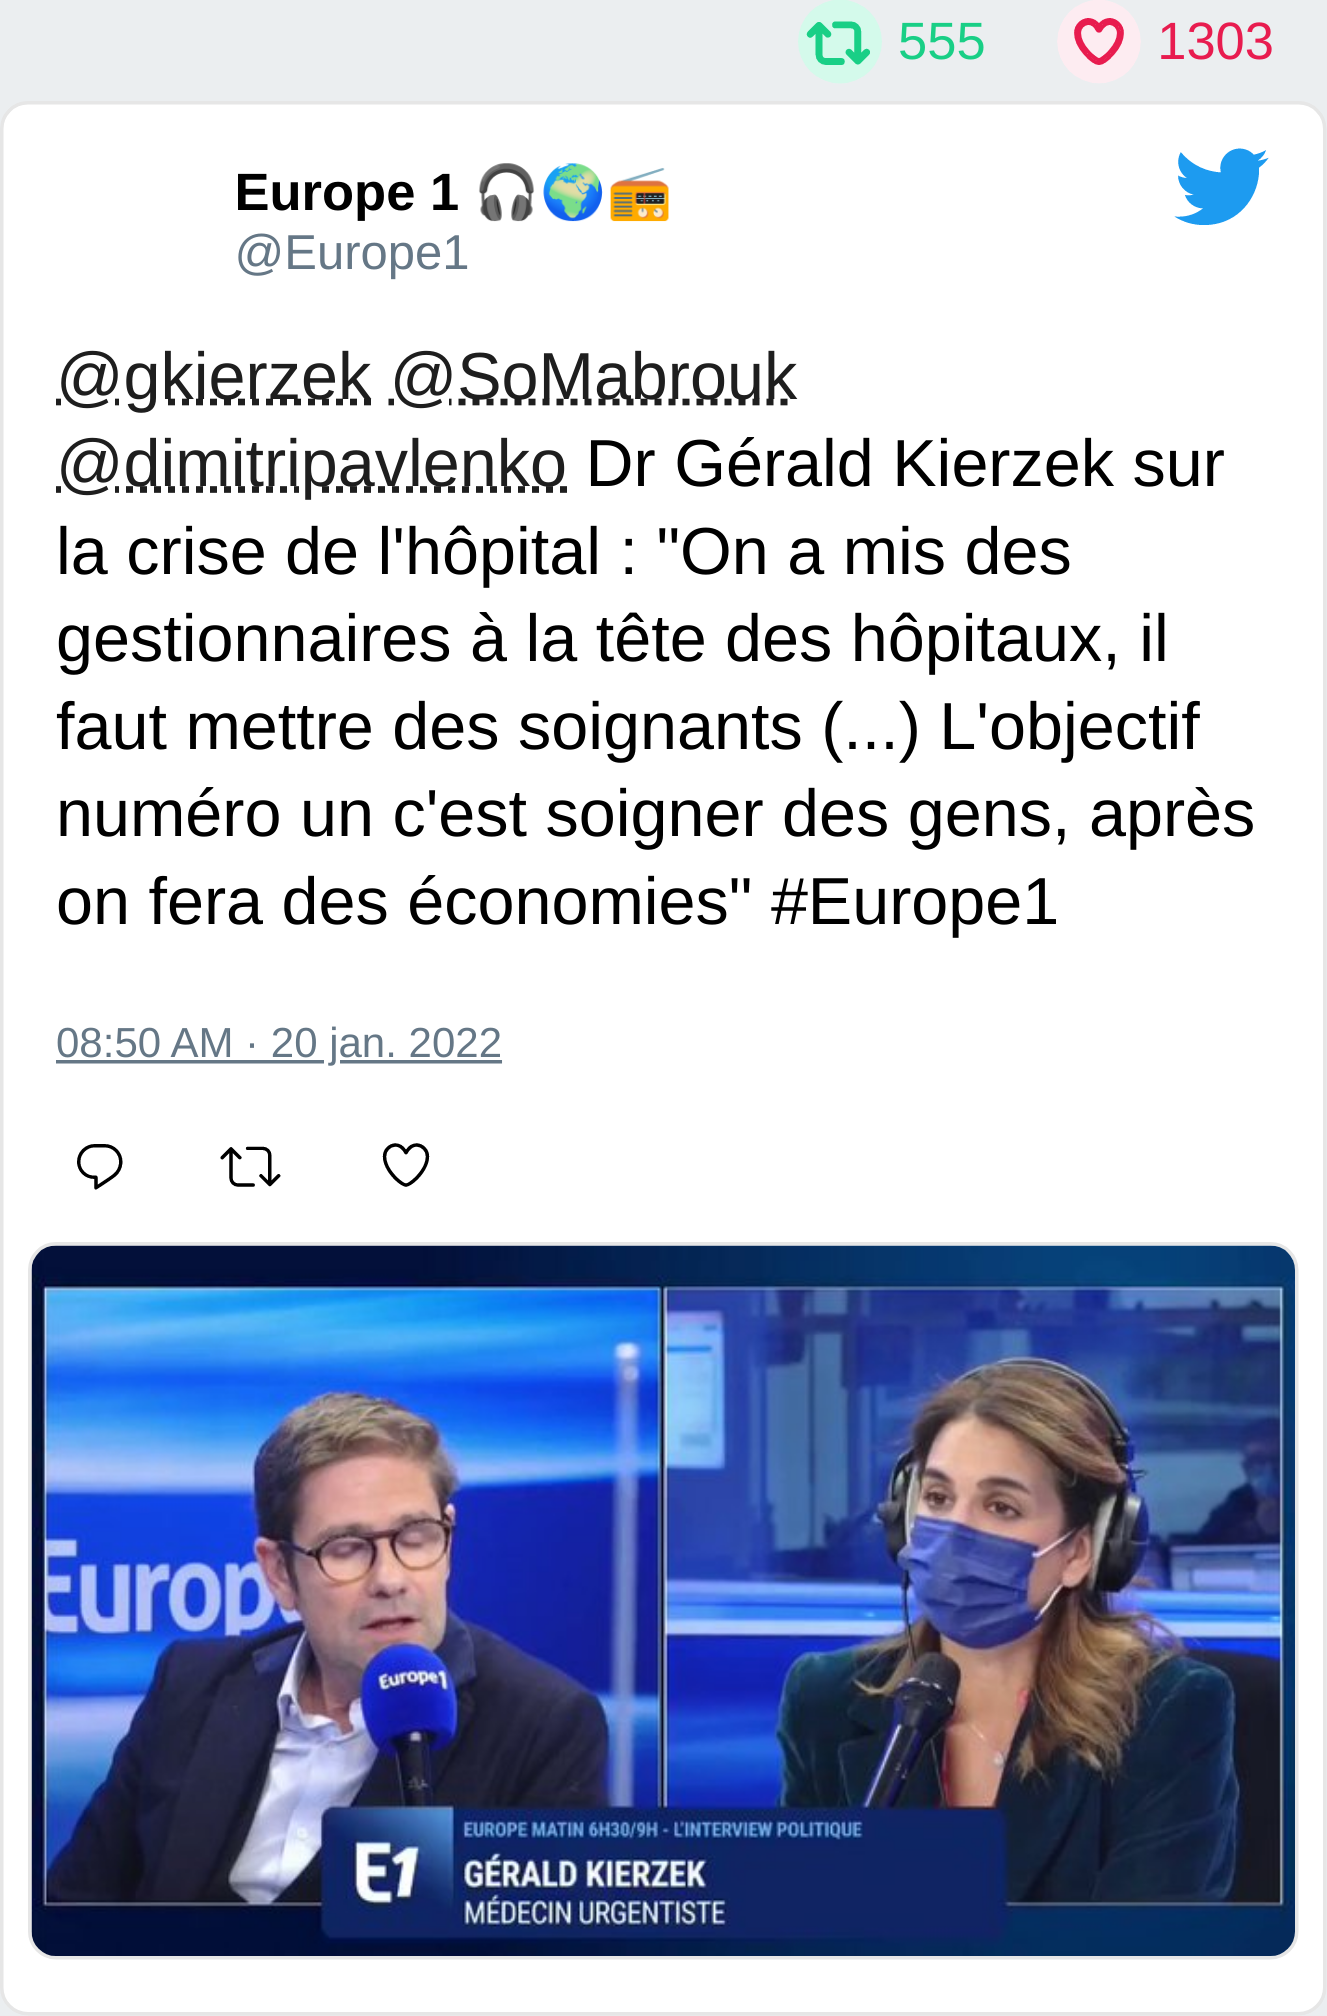 555 1303
Europe 1 🎧🌍📻
@Europe1
@gkierzek @SoMabrouk
@dimitripavlenko Dr Gérald Kierzek sur
la crise de l'hôpital : "On a mis des
gestionnaires à la tête des hôpitaux, il
faut mettre des soignants (...) L'objectif
numéro un c'est soigner des gens, après
on fera des économies" #Europe1
08:50 AM · 20 jan. 2022
Europ
Europe1
E1
EUROPE MATIN 6H30/9H - L'INTERVIEW POLITIQUE
GÉRALD KIERZEK
MÉDECIN URGENTISTE